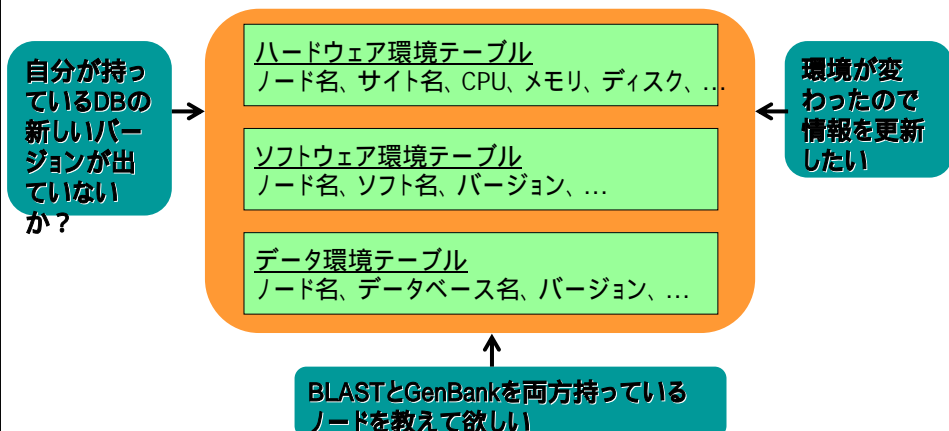 自分が持っ
ているDBの
新しいバー
ジョンが出
ていない
か？
ハードウェア環境テーブル
ノード名、サイト名、CPU、メモリ、ディスク、…
ソフトウェア環境テーブル
ノード名、ソフト名、バージョン、…
データ環境テーブル
ノード名、データベース名、バージョン、…
環境が変
わったので
情報を更新
したい
BLASTとGenBankを両方持っている
ノードを教えて欲しい